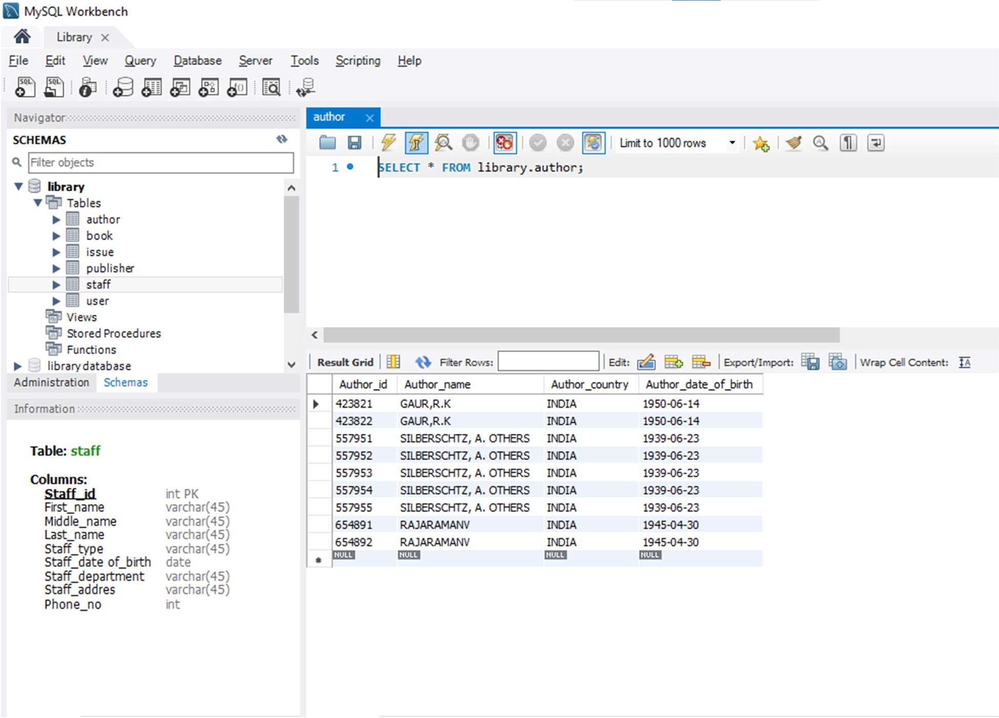 MySQL Workbench
Library
File Edit View Query Database Server Tools Scripting Help
Navigator
SCHEMAS
Filter objects
library
Tables
author
book
issue
publisher
staff
user
Views
Stored Procedures
Functions
library database
Administration Schemas
Information
Table: staff
Columns:
Staff_id int PK
First_name varchar(45)
Middle_name varchar(45)
Last_name varchar(45)
Staff_type varchar(45)
Staff_date of_birth date
Staff_department varchar(45)
Staff_addres varchar(45)
Phone_no int
author
Limit to 1000 rows
1 SELECT * FROM library.author;
Result Grid Filter Rows: Edit: Export/Import: Wrap Cell Content:
Author_id Author_name Author_country Author_date_of_birth
423821 GAUR,R.K INDIA 1950-06-14
423822 GAUR,R.K INDIA 1950-06-14
557951 SILBERSCHTZ, A. OTHERS INDIA 1939-06-23
557952 SILBERSCHTZ, A. OTHERS INDIA 1939-06-23
557953 SILBERSCHTZ, A. OTHERS INDIA 1939-06-23
557954 SILBERSCHTZ, A. OTHERS INDIA 1939-06-23
557955 SILBERSCHTZ, A. OTHERS INDIA 1939-06-23
654891 RAJARAMANV INDIA 1945-04-30
654892 RAJARAMANV INDIA 1945-04-30
NULL NULL NULL NULL